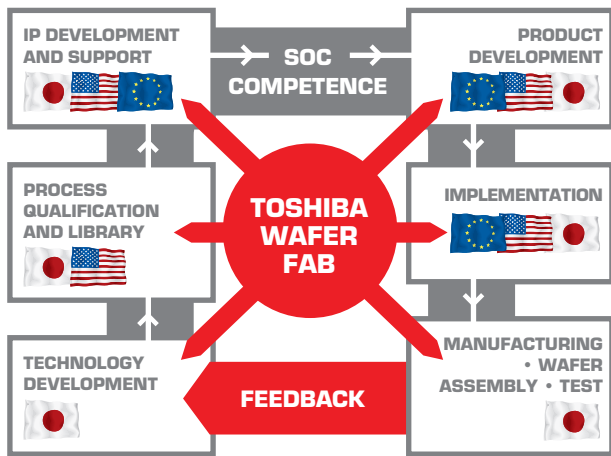 IP DEVELOPMENT
AND SUPPORT
SOC
COMPETENCE
PRODUCT
DEVELOPMENT
PROCESS
QUALIFICATION
AND LIBRARY
TOSHIBA
WAFER
FAB
IMPLEMENTATION
TECHNOLOGY
DEVELOPMENT
FEEDBACK
MANUFACTURING
• WAFER
ASSEMBLY • TEST